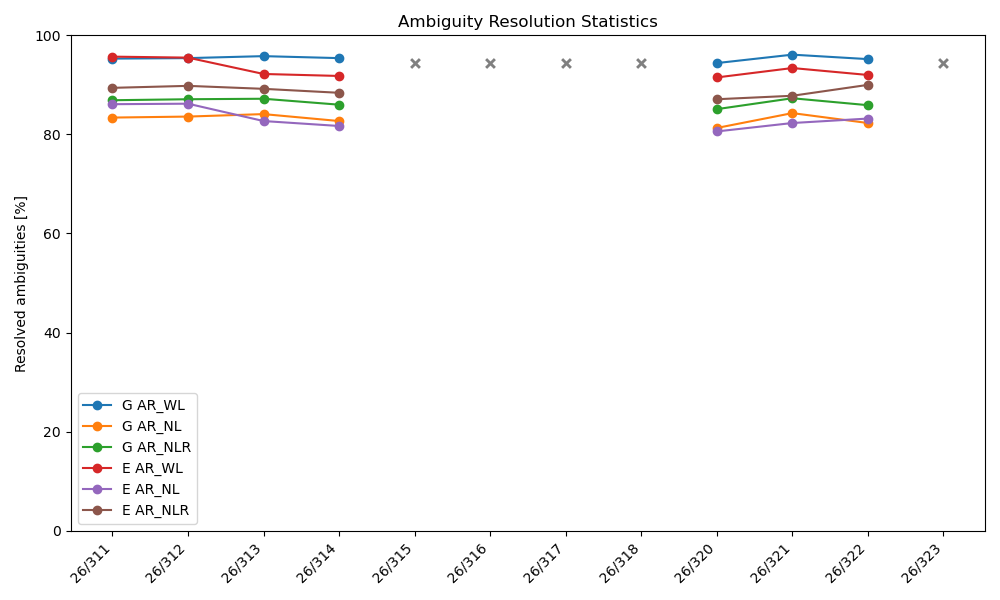 Ambiguity Resolution Statistics
Resolved ambiguities [%]
100
80
60
40
20
0
G AR_WL
G AR_NL
G AR_NLR
E AR_WL
E AR_NL
E AR_NLR
26/311
26/312
26/313
26/314
26/315
26/316
26/317
26/318
26/320
26/321
26/322
26/323